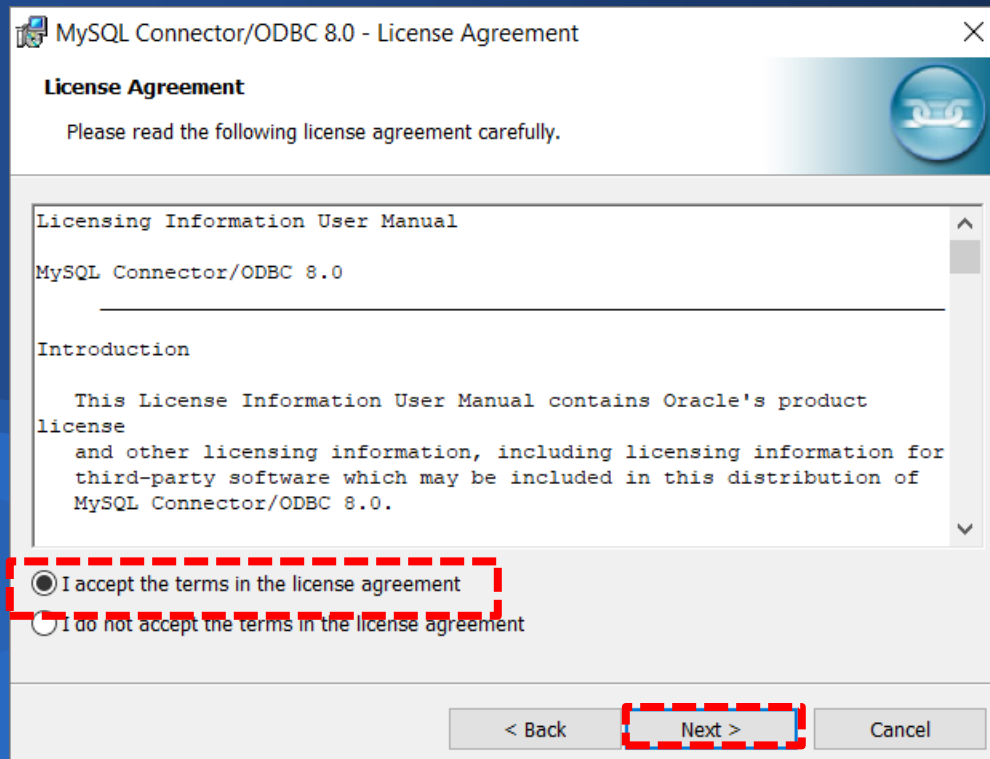 MySQL Connector/ODBC 8.0 - License Agreement
License Agreement
Please read the following license agreement carefully.
Licensing Information User Manual
MySQL Connector/ODBC 8.0
Introduction
This License Information User Manual contains Oracle's product
license
and other licensing information, including licensing information for
third-party software which may be included in this distribution of
MySQL Connector/ODBC 8.0.
I accept the terms in the license agreement
I do not accept the terms in the license agreement
< Back
Next >
Cancel